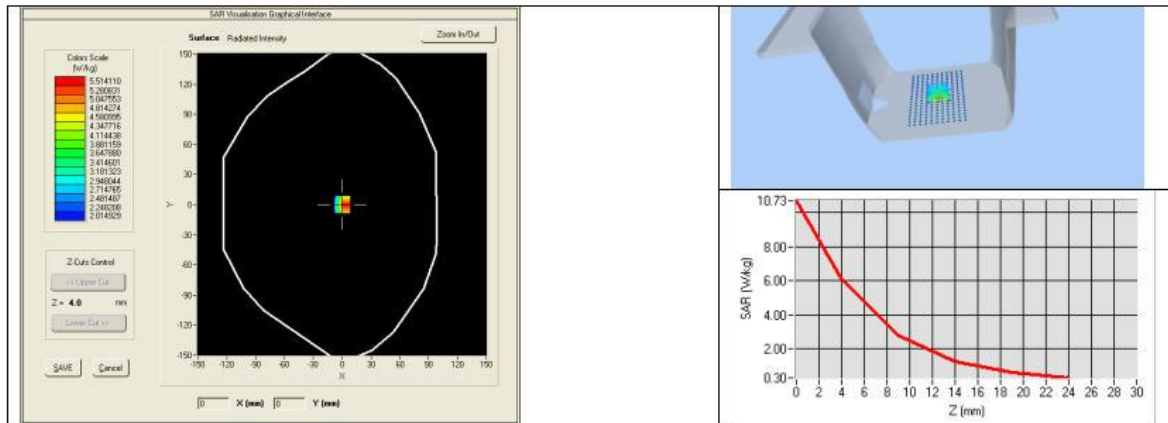 SAR Visualisation Graphical Interface
Surface Radiated Intensity
Zoom In/Out
Colors Scale
(W/kg)
5.514110
5.280831
5.047553
4.814274
4.580995
4.347716
4.114438
3.881159
3.647880
3.414601
3.181323
2.948044
2.714765
2.481487
2.248208
2.014929
150
120
90
60
30
0
-30
-60
-90
-120
-150
Y
-150 -120 -90 -60 -30 0 30 60 90 120 150
X
Z-Cuts Control
<< Upper Cut
Z = 4.0 mm
Lower Cut >>
SAVE Cancel
0 X (mm) 0 Y (mm)
10.73
8.00
6.00
4.00
2.00
0.30
SAR (W/kg)
0 2 4 6 8 10 12 14 16 18 20 22 24 26 28 30
Z (mm)